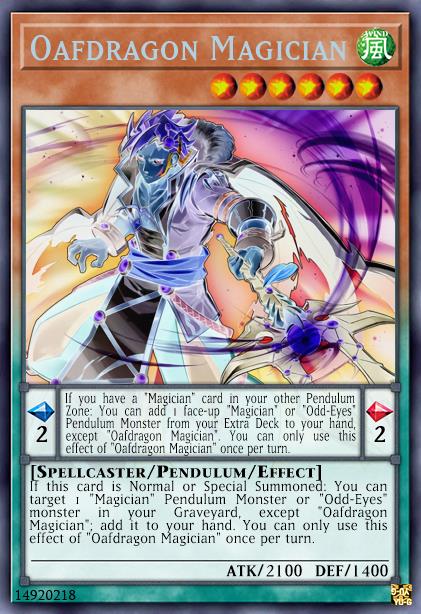 OAFDRAGON MAGICIAN
WIND
風
If you have a "Magician" card in your other Pendulum
Zone: You can add 1 face-up "Magician" or "Odd-Eyes"
Pendulum Monster from your Extra Deck to your hand,
except "Oafdragon Magician". You can only use this
effect of "Oafdragon Magician" once per turn.
2
2
[SPELLCASTER/PENDULUM/EFFECT]
If this card is Normal or Special Summoned: You can
target 1 "Magician" Pendulum Monster or "Odd-Eyes"
monster in your Graveyard, except "Oafdragon
Magician"; add it to your hand. You can only use this
effect of "Oafdragon Magician" once per turn.
ATK/2100 DEF/1400
14920218